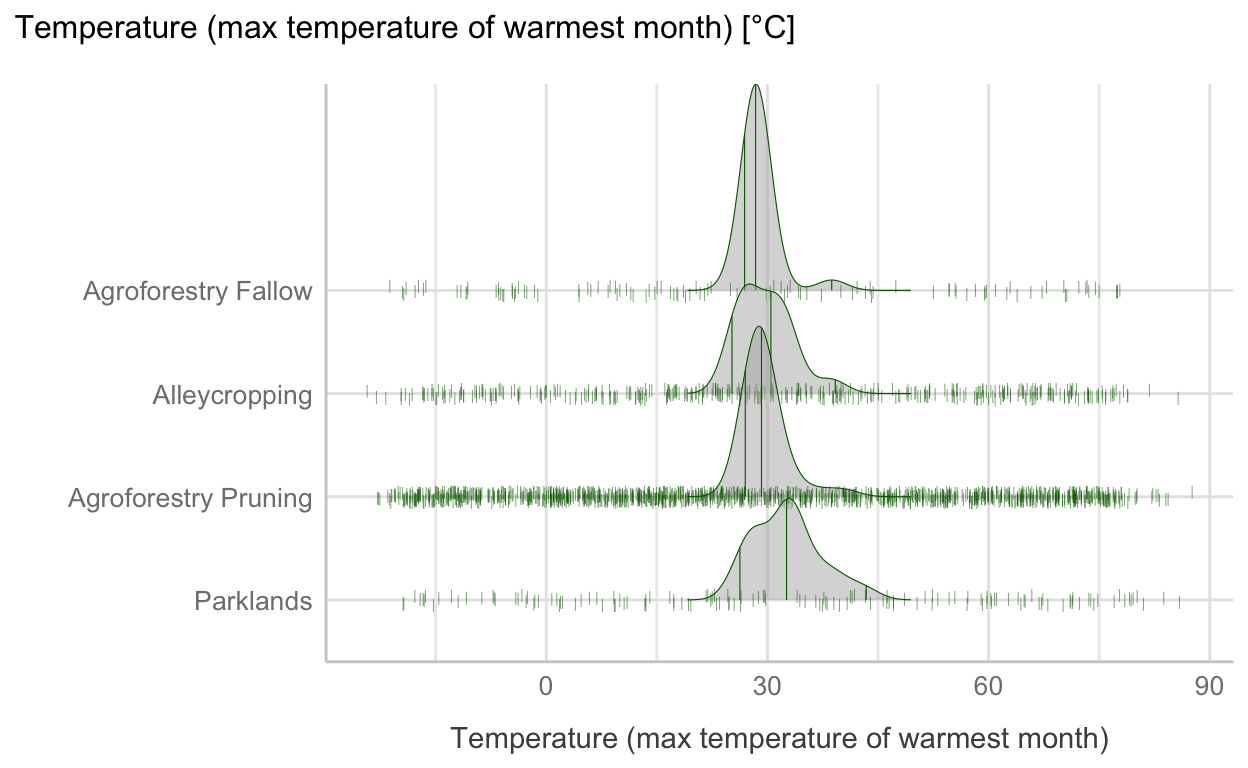 Temperature (max temperature of warmest month) [°C]
Agroforestry Fallow
Alleycropping
Agroforestry Pruning
Parklands
0 30 60 90
Temperature (max temperature of warmest month)